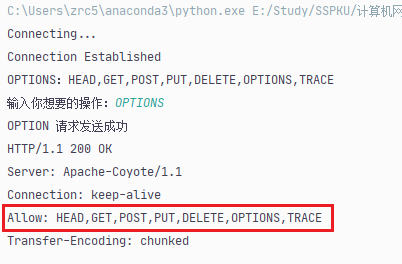 C:\Users\zrc5\anaconda3\python.exe E:/Study/SSPKU/计算机网
Connecting...
Connection Established
OPTIONS: HEAD,GET,POST,PUT,DELETE,OPTIONS,TRACE
输入你想要的操作：OPTIONS
OPTION 请求发送成功
HTTP/1.1 200 OK
Server: Apache-Coyote/1.1
Connection: keep-alive
Allow: HEAD,GET,POST,PUT,DELETE,OPTIONS,TRACE
Transfer-Encoding: chunked